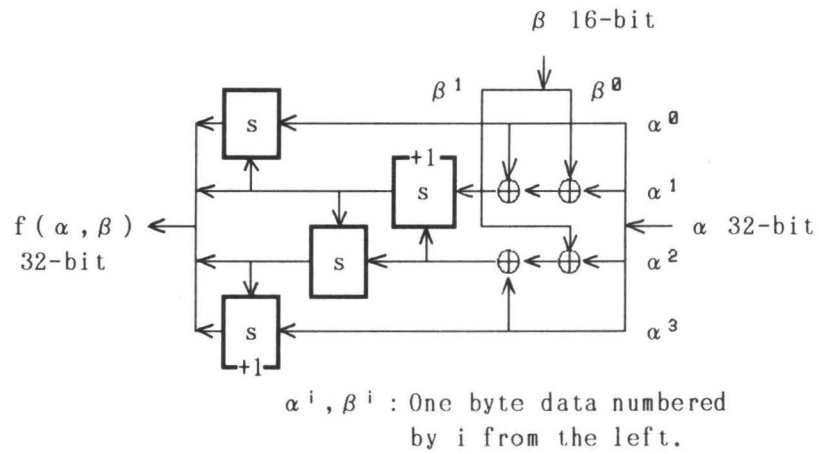 β 16-bit
β¹ β⁰
s α⁰
+1
s α¹
f(α,β) α 32-bit
32-bit s α²
s α³
+1
αⁱ,βⁱ : One byte data numbered
by i from the left.